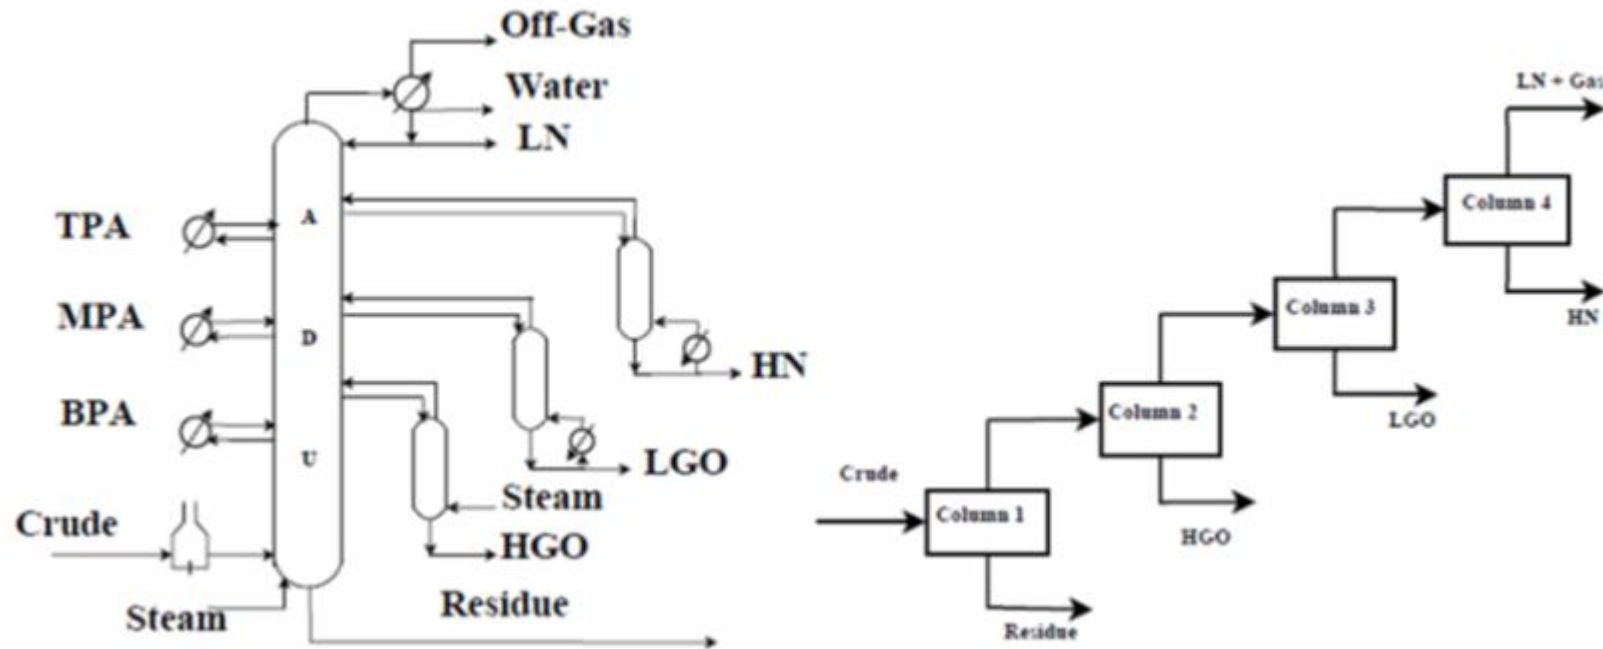 Off-Gas
Water
LN
TPA
A
MPA
D
HN
BPA
U
LGO
Steam
Crude
HGO
Steam
Residue
LN + Gas
Column 4
HN
Column 3
LGO
Column 2
HGO
Crude
Column 1
Residue